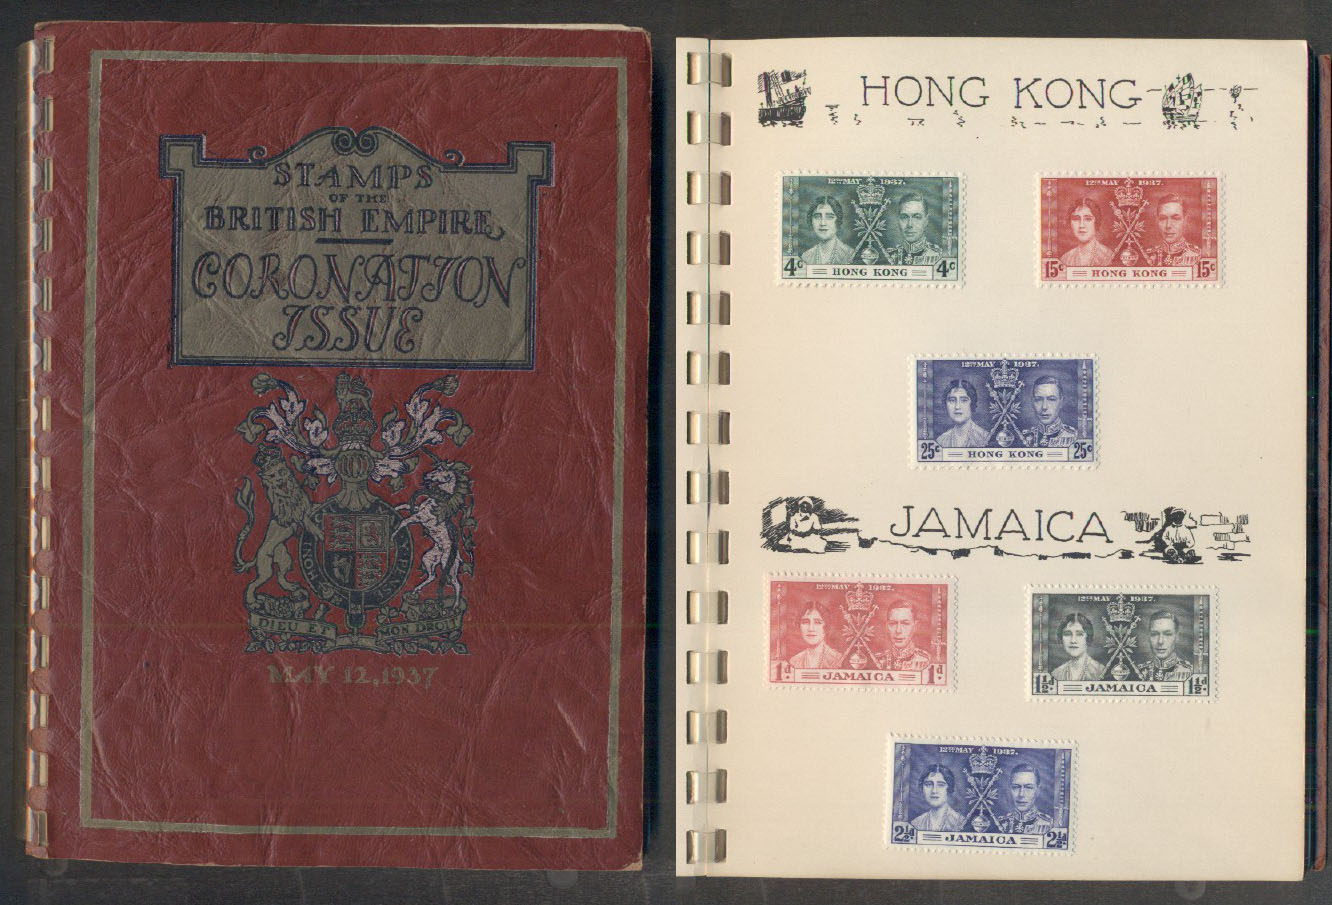 STAMPS
OF THE
BRITISH EMPIRE
CORONATION
ISSUE
DIEU ET MON DROIT
MAY 12, 1937
HONG KONG
12TH MAY 1937.
4c HONG KONG 4c
12TH MAY 1937.
15c HONG KONG 15c
12TH MAY 1937.
25c HONG KONG 25c
JAMAICA
12TH MAY 1937.
1d. JAMAICA 1d.
12TH MAY 1937.
1½d. JAMAICA 1½d.
12TH MAY 1937.
2½d. JAMAICA 2½d.